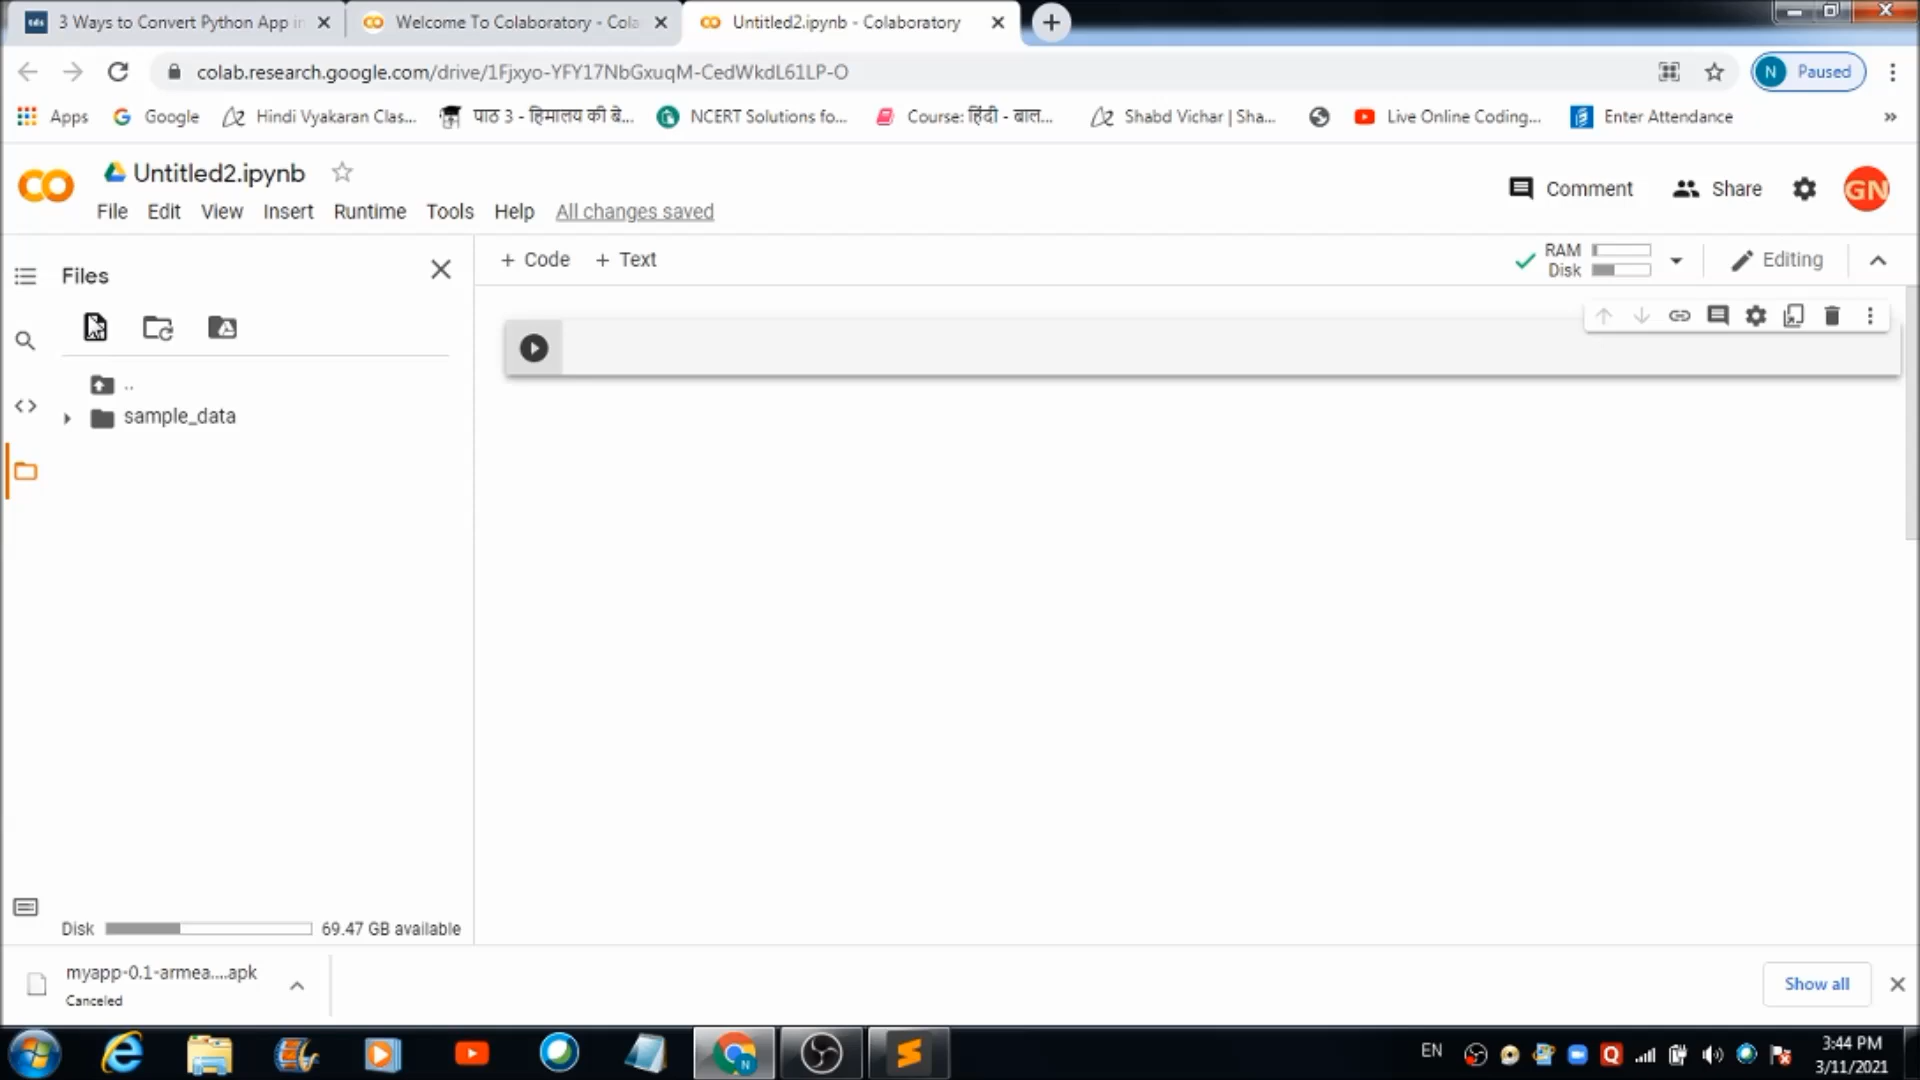 3 Ways to Convert Python App in
Welcome To Colaboratory - Cola
Untitled2.ipynb - Colaboratory
colab.research.google.com/drive/1Fjxyo-YFY17NbGxuqM-CedWkdL61LP-O
N Paused
Apps
Google
Hindi Vyakaran Clas...
पाठ 3 - हिमालय की बे...
NCERT Solutions fo...
Course: हिंदी - बाल...
Shabd Vichar | Sha...
Live Online Coding...
Enter Attendance
»
Untitled2.ipynb
Comment
Share
GN
File Edit View Insert Runtime Tools Help All changes saved
Files
+ Code + Text
RAM
Disk
Editing
..
sample_data
Disk 69.47 GB available
myapp-0.1-armea....apk
Canceled
Show all
EN
3:44 PM
3/11/2021